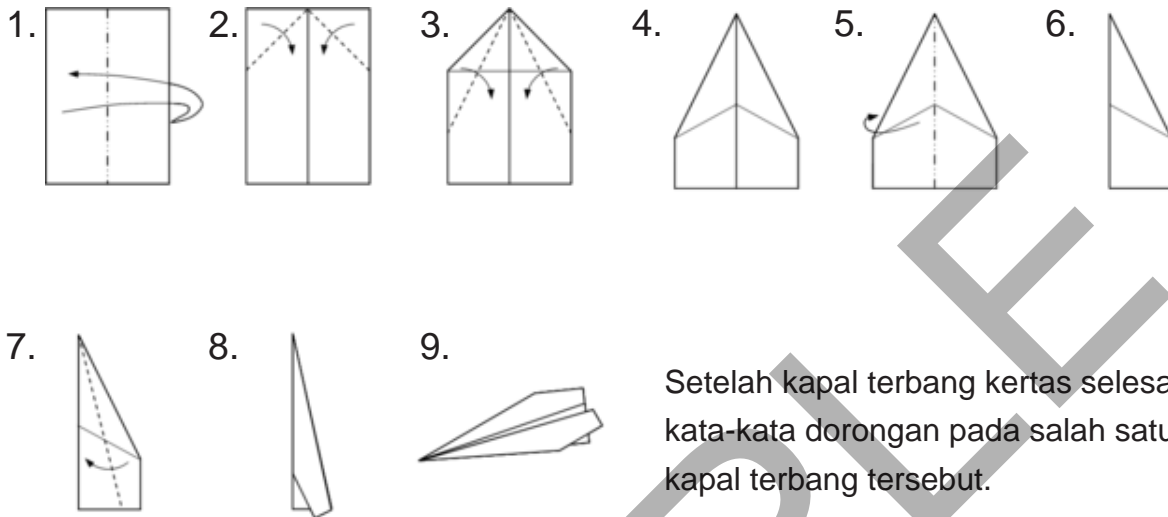 1.
2.
3.
4.
5.
6.
7.
8.
9.
Setelah kapal terbang kertas selesa
kata-kata dorongan pada salah satu
kapal terbang tersebut.
PLE